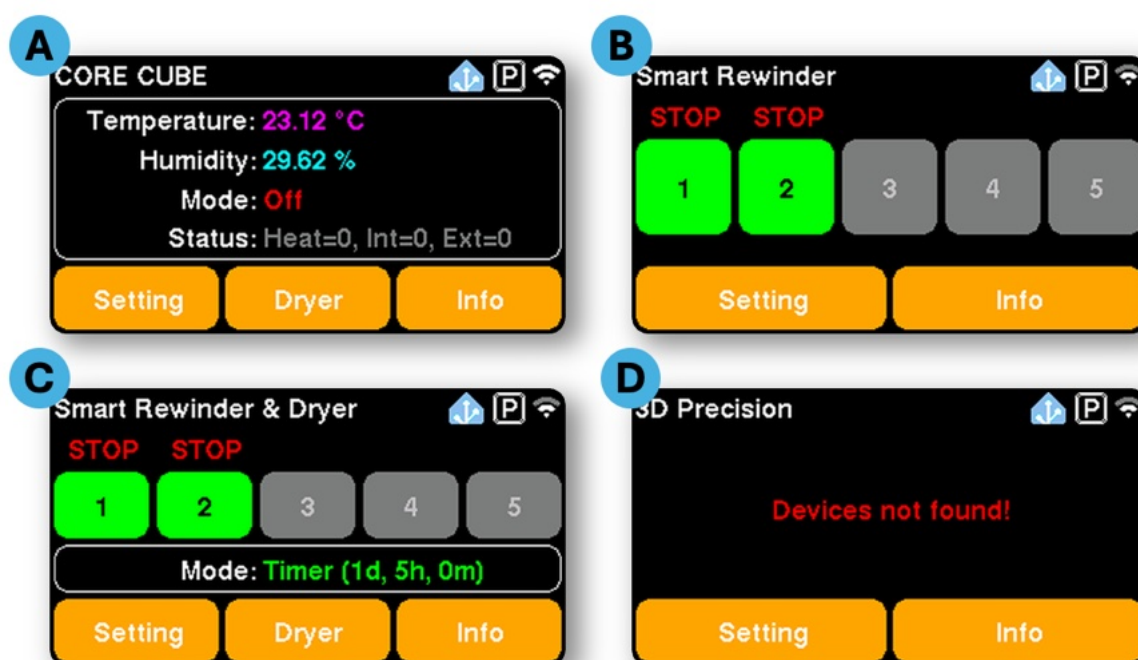 A
CORE CUBE P
Temperature: 23.12 °C
Humidity: 29.62 %
Mode: Off
Status: Heat=0, Int=0, Ext=0
Setting Dryer Info
B
Smart Rewinder P
STOP STOP
1 2 3 4 5
Setting Info
C
Smart Rewinder & Dryer P
STOP STOP
1 2 3 4 5
Mode: Timer (1d, 5h, 0m)
Setting Dryer Info
D
3D Precision P
Devices not found!
Setting Info